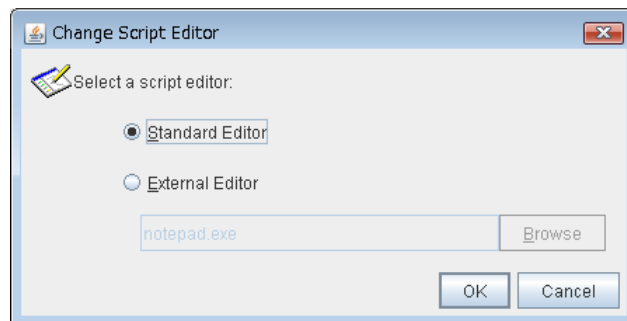 Change Script Editor
Select a script editor:
Standard Editor
External Editor
notepad.exe Browse
OK Cancel